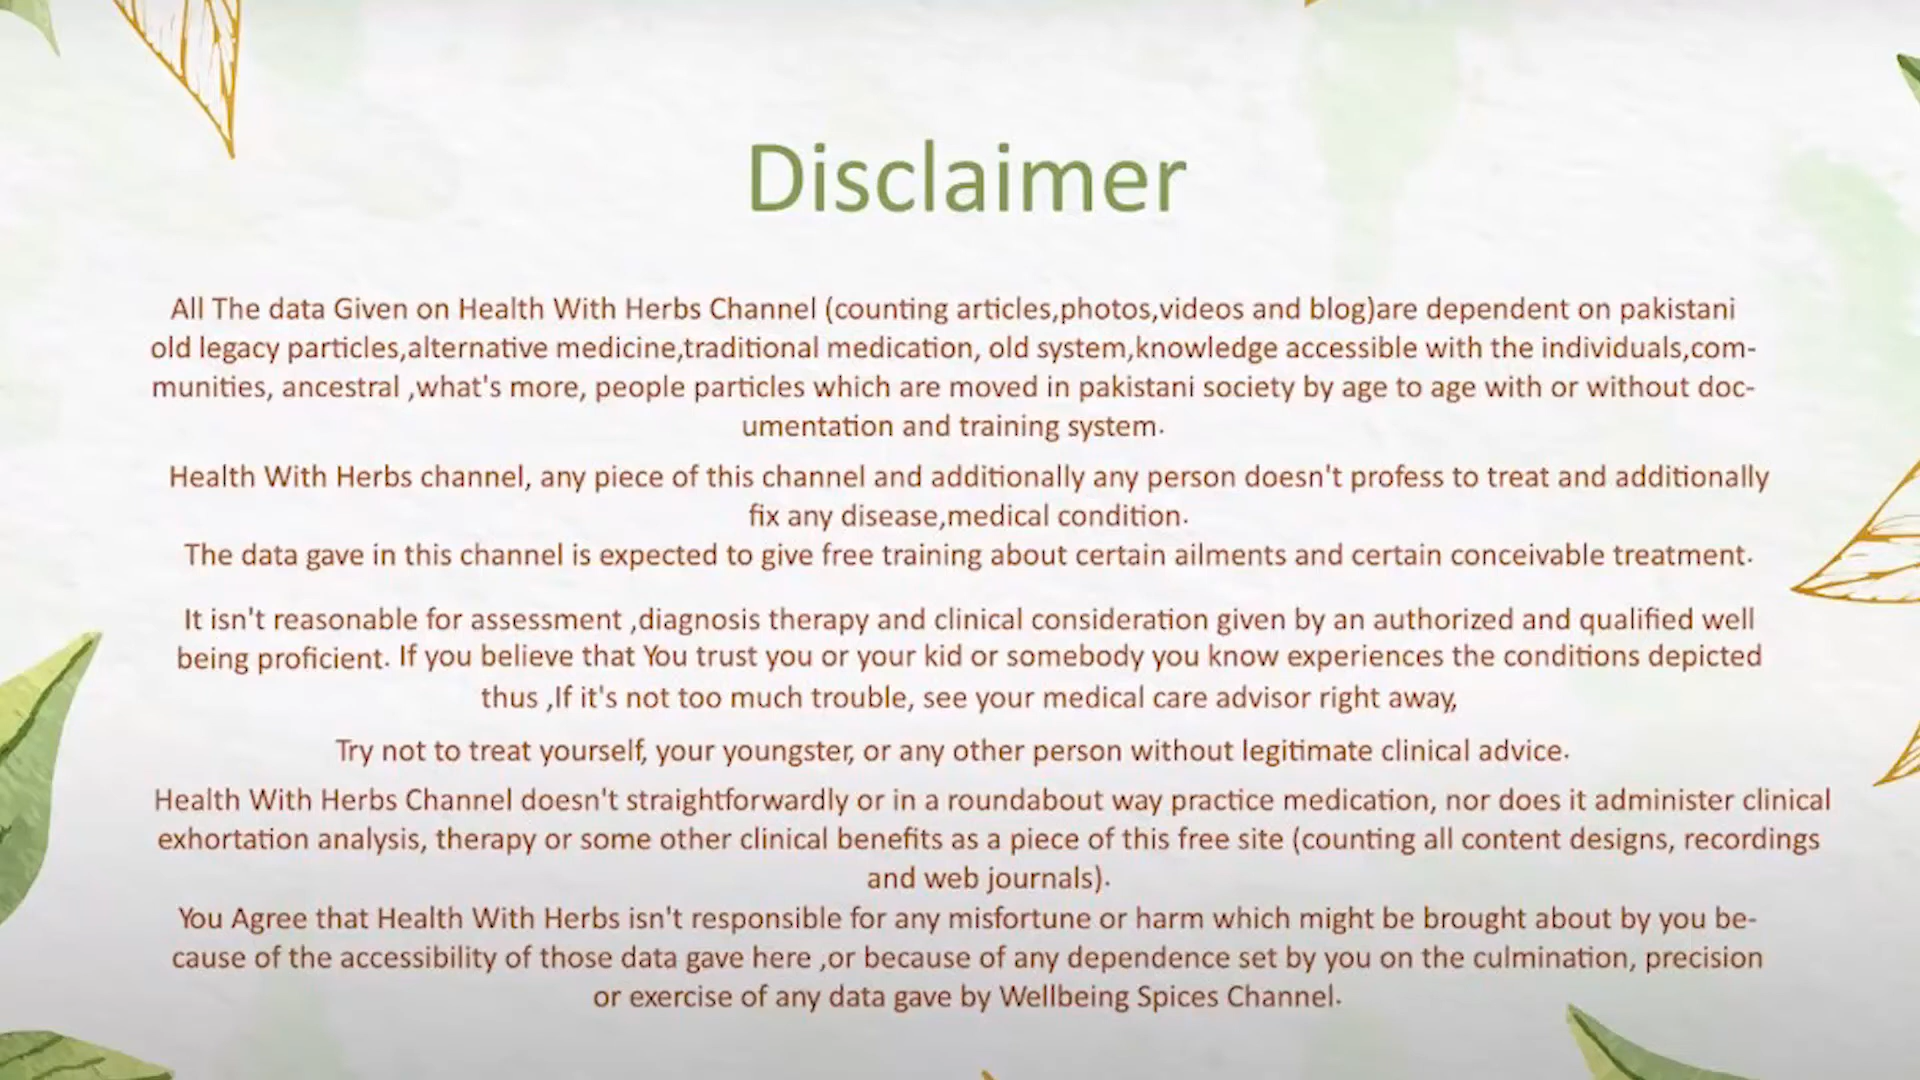 Disclaimer
All The data Given on Health With Herbs Channel (counting articles,photos,videos and blog)are dependent on pakistani
old legacy particles,alternative medicine,traditional medication, old system,knowledge accessible with the individuals,com-
munities, ancestral ,what's more, people particles which are moved in pakistani society by age to age with or without doc-
umentation and training system.
Health With Herbs channel, any piece of this channel and additionally any person doesn't profess to treat and additionally
fix any disease,medical condition.
The data gave in this channel is expected to give free training about certain ailments and certain conceivable treatment.
It isn't reasonable for assessment ,diagnosis therapy and clinical consideration given by an authorized and qualified well
being proficient. If you believe that You trust you or your kid or somebody you know experiences the conditions depicted
thus ,If it's not too much trouble, see your medical care advisor right away,
Try not to treat yourself, your youngster, or any other person without legitimate clinical advice.
Health With Herbs Channel doesn't straightforwardly or in a roundabout way practice medication, nor does it administer clinical
exhortation analysis, therapy or some other clinical benefits as a piece of this free site (counting all content designs, recordings
and web journals).
You Agree that Health With Herbs isn't responsible for any misfortune or harm which might be brought about by you be-
cause of the accessibility of those data gave here ,or because of any dependence set by you on the culmination, precision
or exercise of any data gave by Wellbeing Spices Channel.